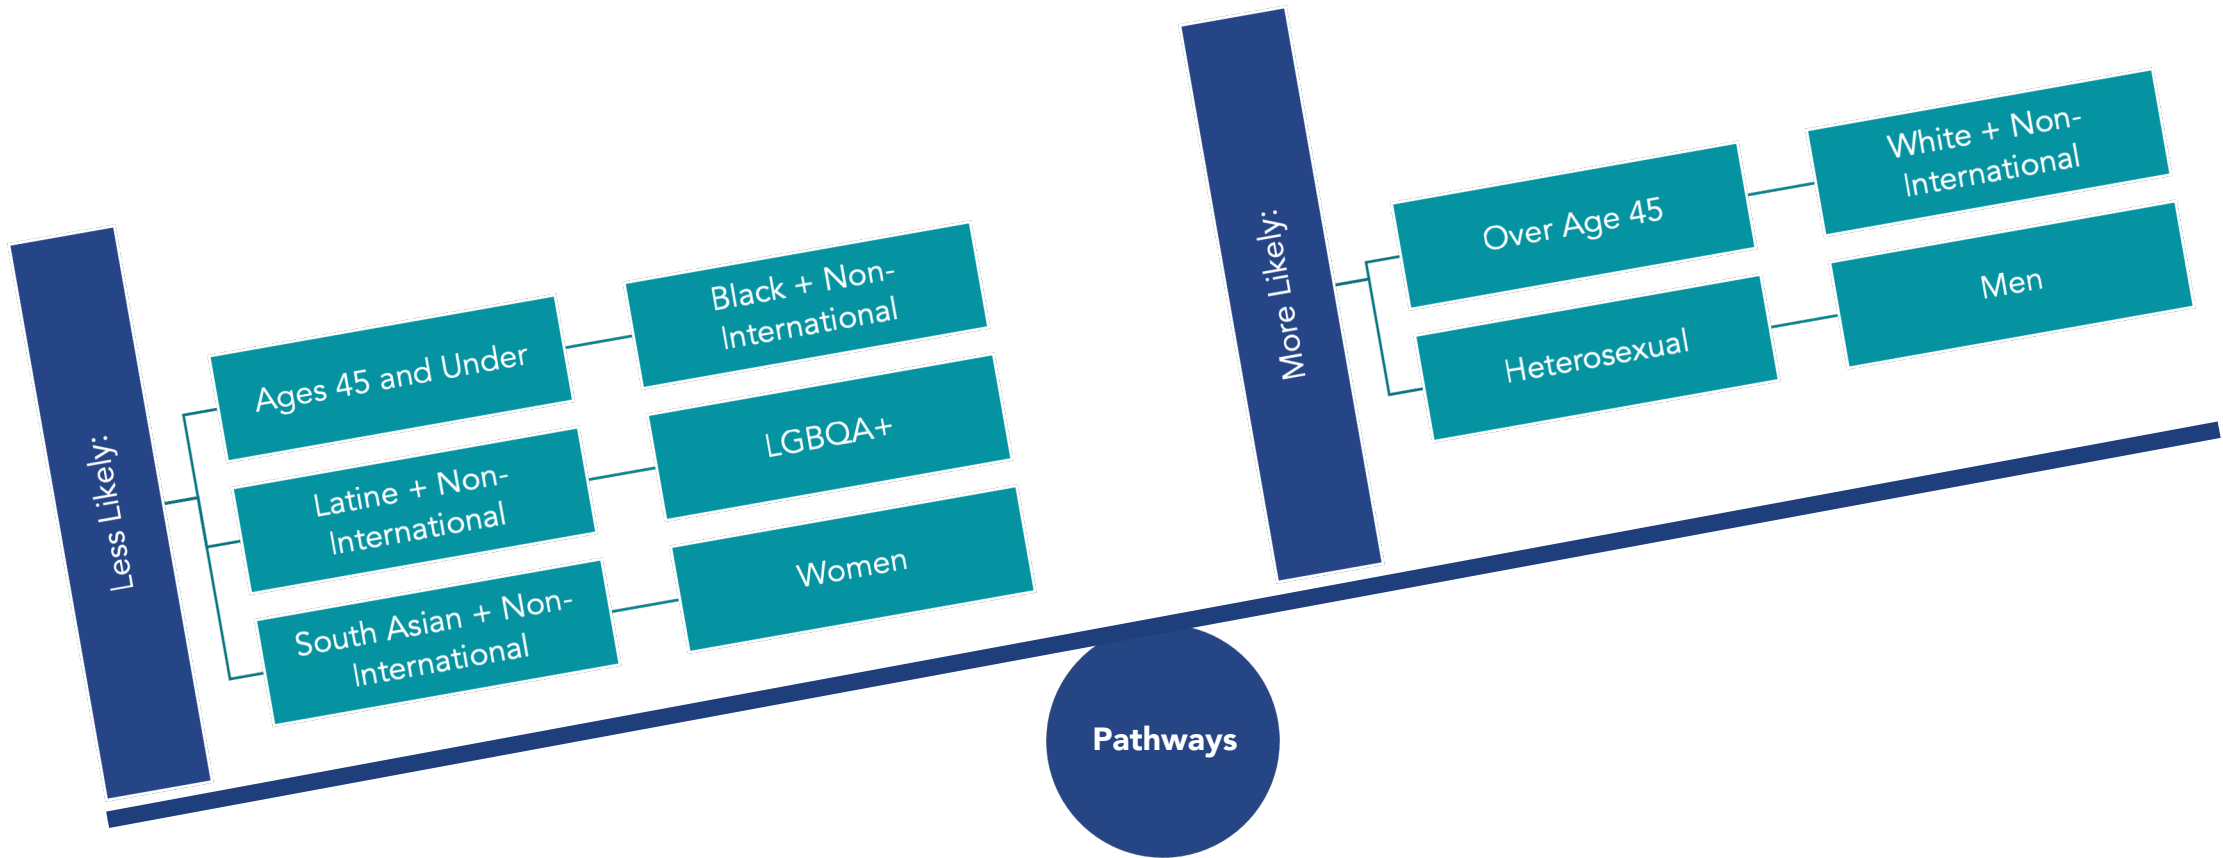 Less Likely:
Ages 45 and Under
Black + Non-
International
Latine + Non-
International
LGBQA+
South Asian + Non-
International
Women
More Likely:
Over Age 45
White + Non-
International
Heterosexual
Men
Pathways